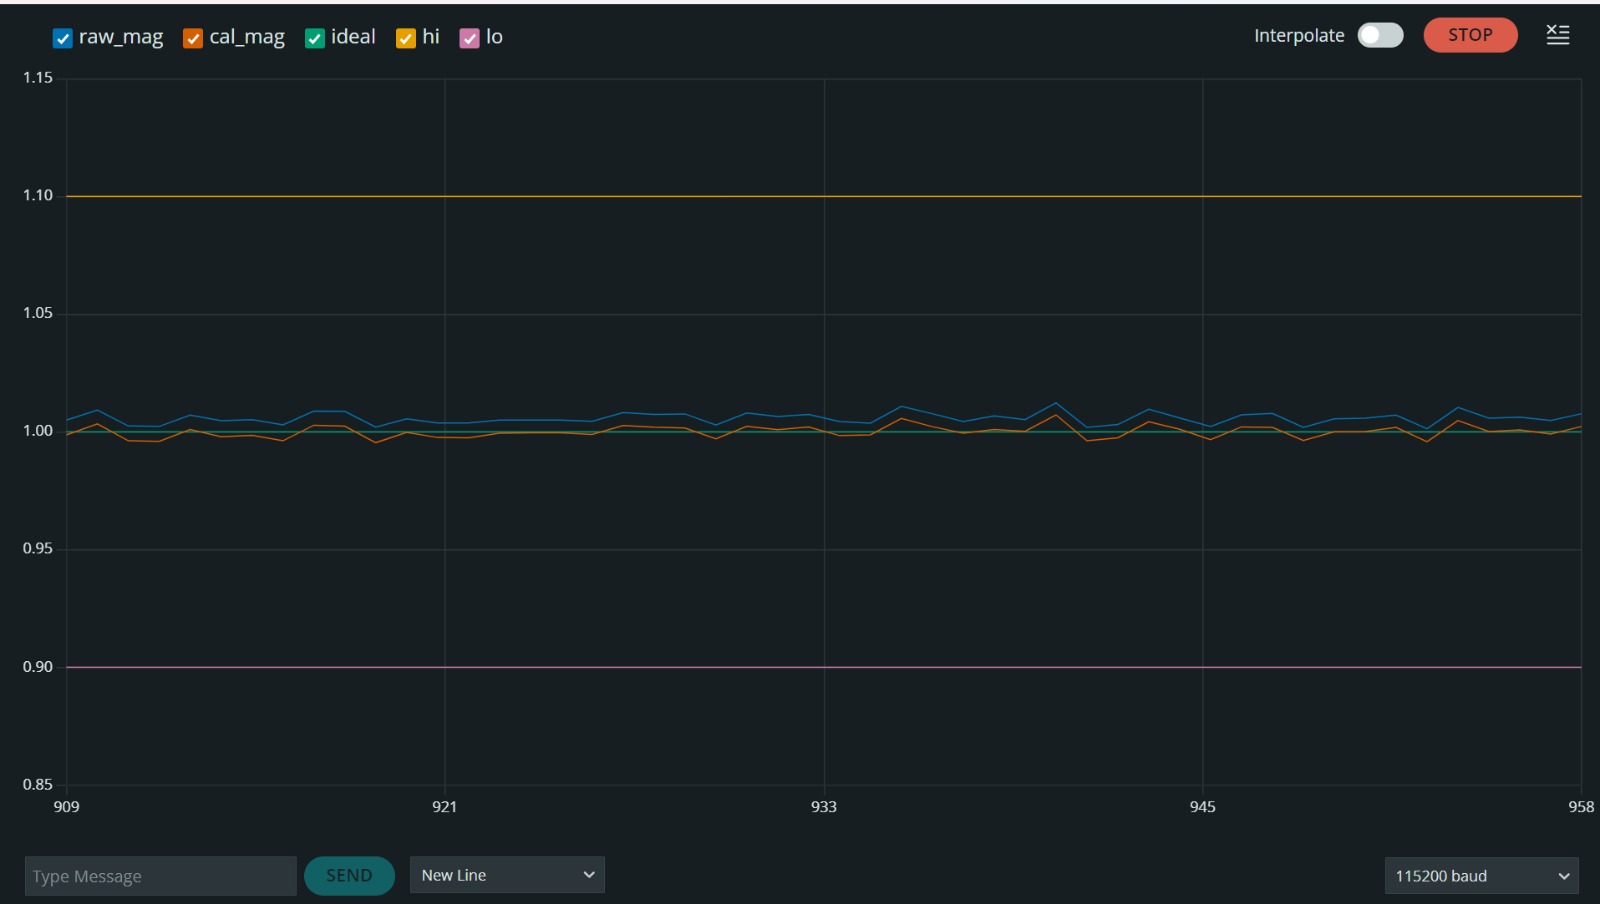 raw_mag cal_mag ideal hi lo Interpolate STOP
1.15
1.10
1.05
1.00
0.95
0.90
0.85
909 921 933 945 958
Type Message SEND New Line 115200 baud